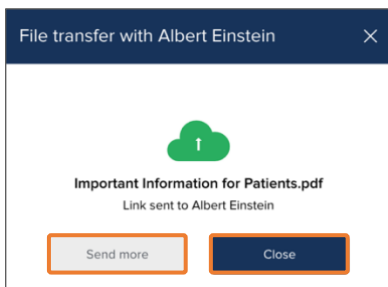 File transfer with Albert Einstein
Important Information for Patients.pdf
Link sent to Albert Einstein
Send more
Close